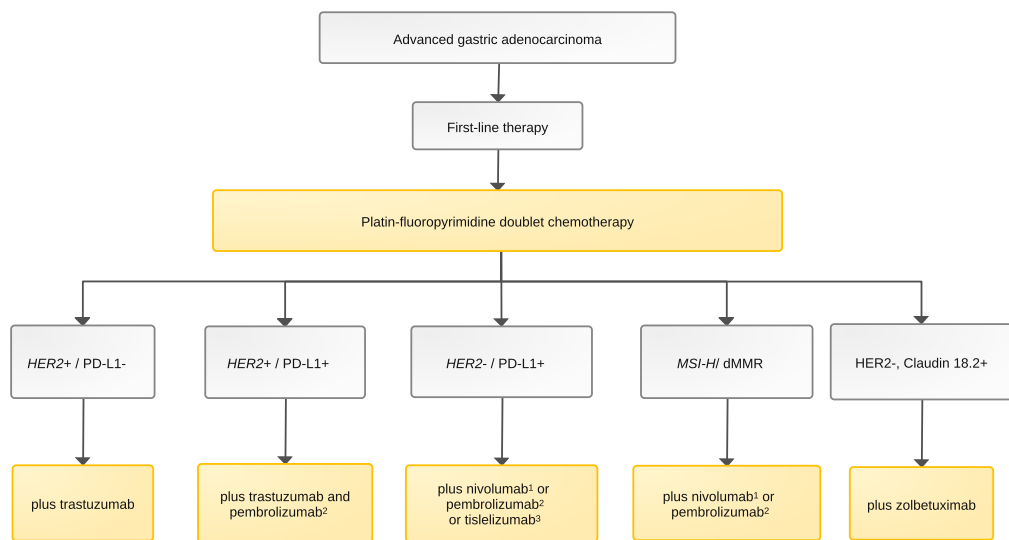 Advanced gastric adenocarcinoma
First-line therapy
Platin-fluoropyrimidine doublet chemotherapy
HER2+ / PD-L1-
HER2+ / PD-L1+
HER2- / PD-L1+
MSI-H/ dMMR
HER2-, Claudin 18.2+
plus trastuzumab
plus trastuzumab and
pembrolizumab²
plus nivolumab¹ or
pembrolizumab²
or tislelizumab³
plus nivolumab¹ or
pembrolizumab²
plus zolbetuximab